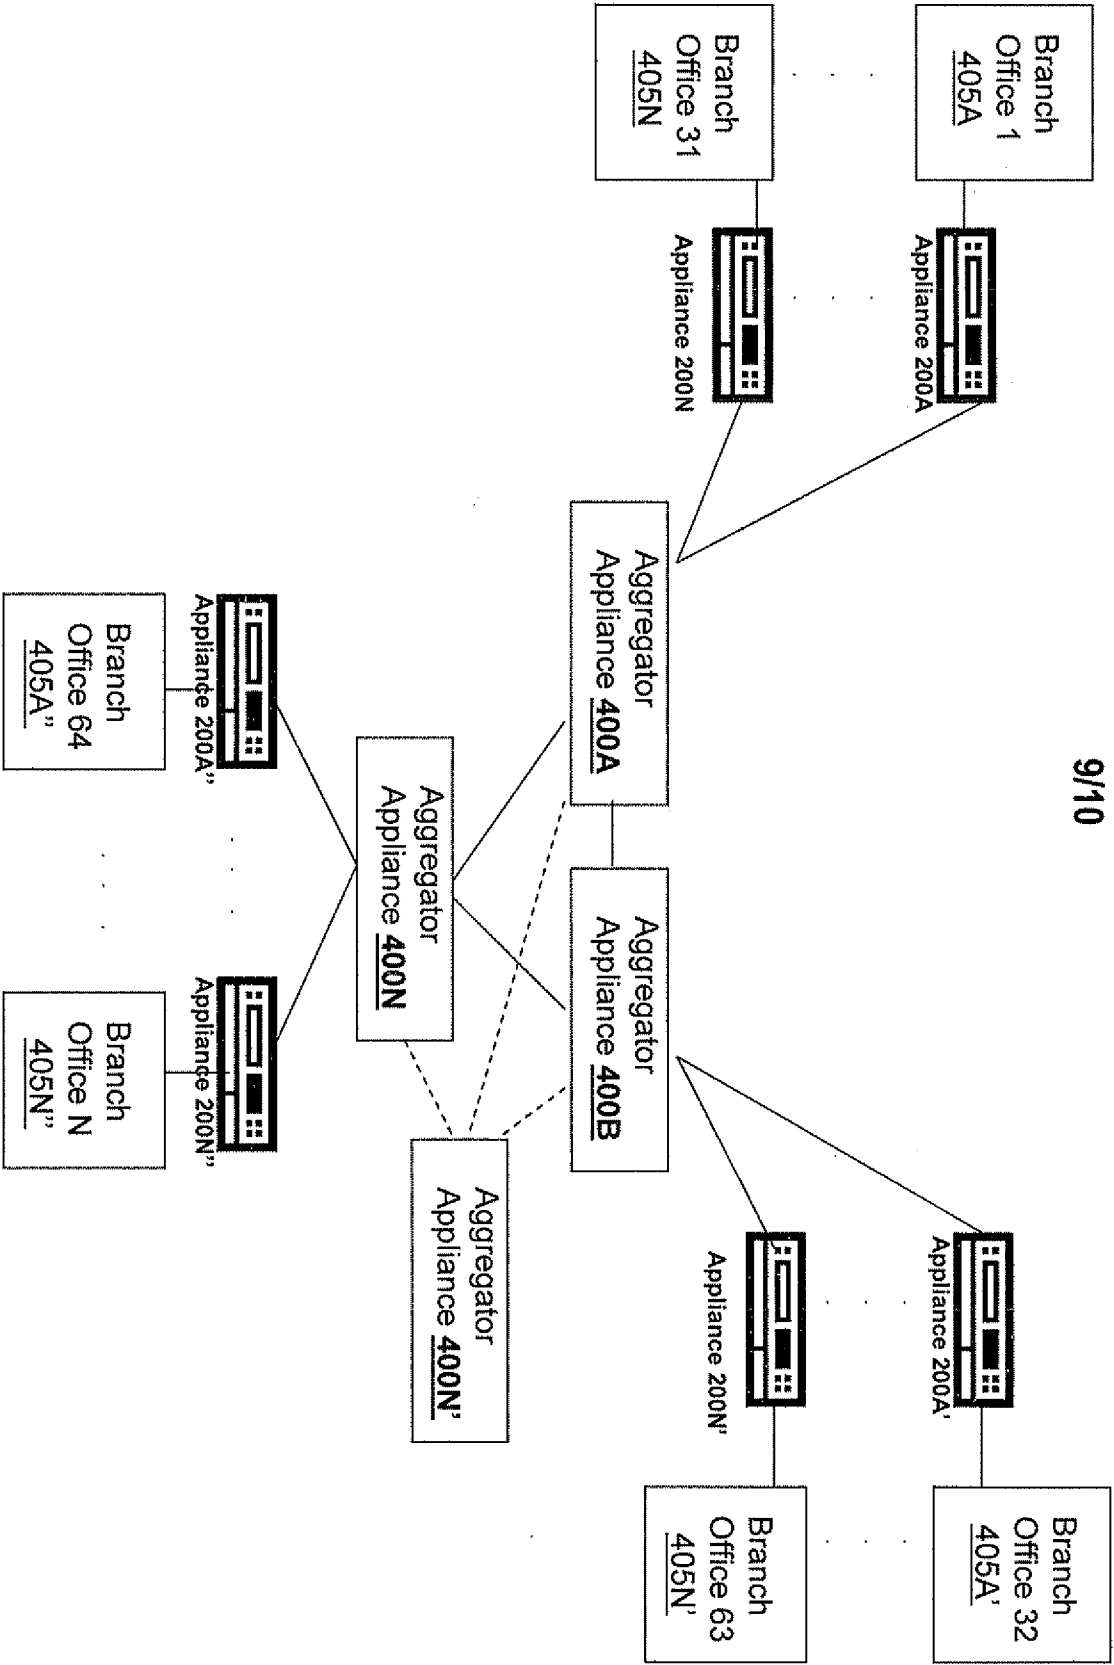 9/10
Branch
Office 1
405A
Appliance 200A
Branch
Office 31
405N
Appliance 200N
Aggregator
Appliance 400A
Aggregator
Appliance 400B
Appliance 200A’
Branch
Office 32
405A’
Appliance 200N’
Branch
Office 63
405N’
Aggregator
Appliance 400N
Aggregator
Appliance 400N’
Appliance 200A”
Branch
Office 64
405A”
Appliance 200N”
Branch
Office N
405N”